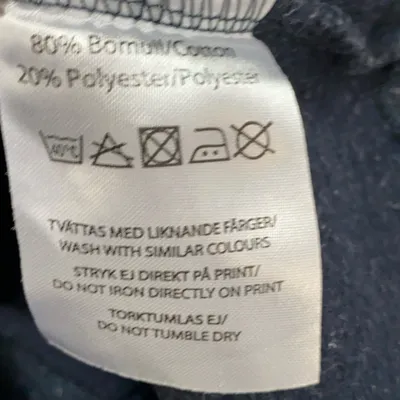 80% Bomull/Cotton
20% Polyester/Polyester
40°C
TVÄTTAS MED LIKNANDE FÄRGER/
WASH WITH SIMILAR COLOURS
STRYK EJ DIREKT PÅ PRINT/
DO NOT IRON DIRECTLY ON PRINT
TORKTUMLAS EJ/
DO NOT TUMBLE DRY